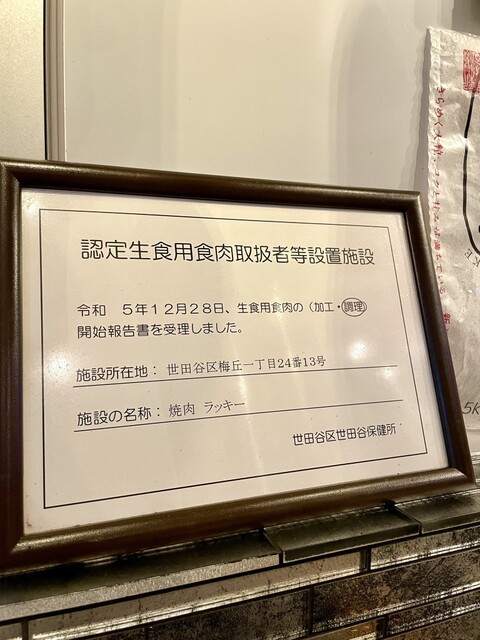 認定生食用食肉取扱者等設置施設
令和　５年１２月２８日、生食用食肉の（加工・調理）
開始報告書を受理しました。
施設所在地： 世田谷区梅丘一丁目24番13号
施設の名称： 焼肉 ラッキー
世田谷区世田谷保健所
5K